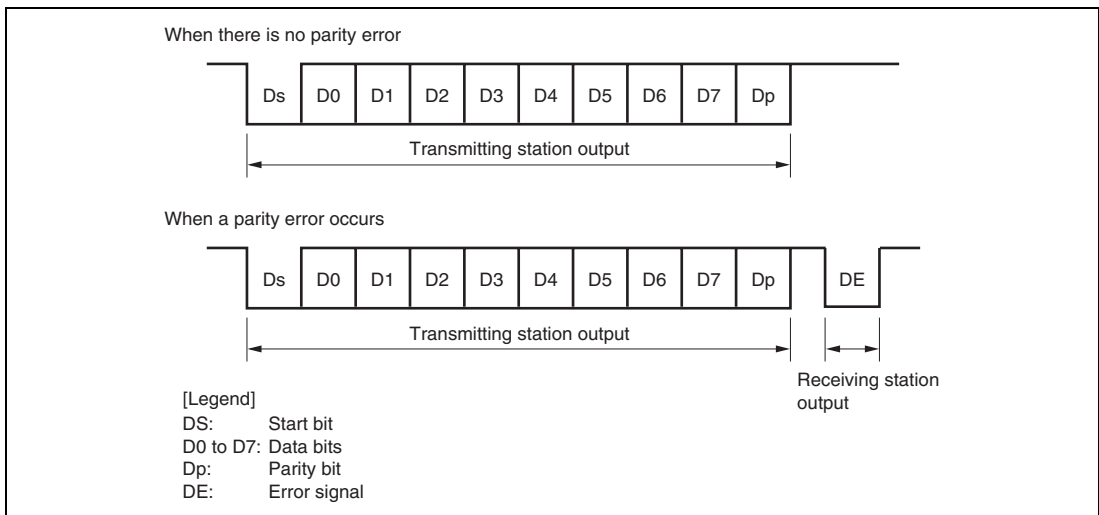 When there is no parity error
Ds D0 D1 D2 D3 D4 D5 D6 D7 Dp
Transmitting station output
When a parity error occurs
Ds D0 D1 D2 D3 D4 D5 D6 D7 Dp DE
Transmitting station output
Receiving station
output
[Legend]
DS: Start bit
D0 to D7: Data bits
Dp: Parity bit
DE: Error signal